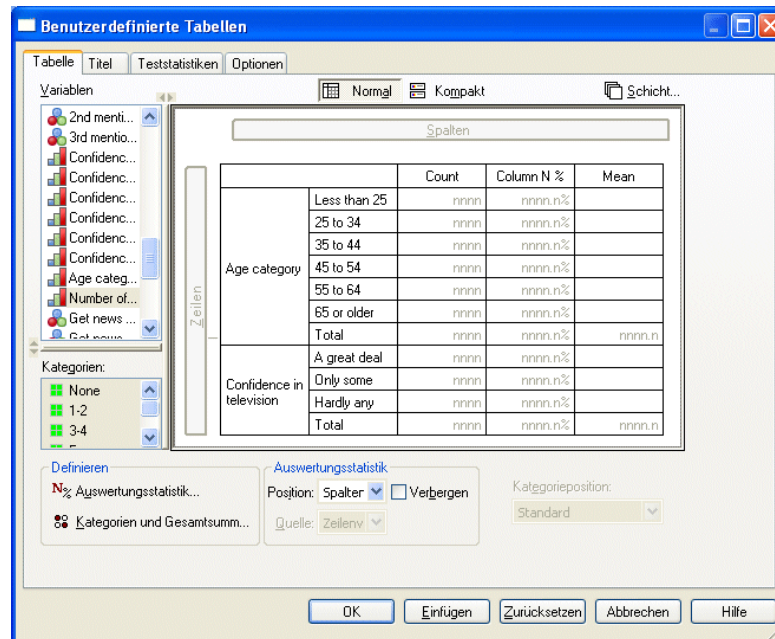 Benutzerdefinierte Tabellen
Tabelle Titel Teststatistiken Optionen
Variablen
Normal Kompakt Schicht...
2nd menti...
3rd mentio...
Confidenc...
Confidenc...
Confidenc...
Confidenc...
Confidenc...
Confidenc...
Age categ...
Number of...
Get news ...
Get news
Spalten
Zeilen
Count Column N % Mean
Age category
Less than 25 nnnn nnnn.n%
25 to 34 nnnn nnnn.n%
35 to 44 nnnn nnnn.n%
45 to 54 nnnn nnnn.n%
55 to 64 nnnn nnnn.n%
65 or older nnnn nnnn.n%
Total nnnn nnnn.n% nnnn.n
Confidence in
television
A great deal nnnn nnnn.n%
Only some nnnn nnnn.n%
Hardly any nnnn nnnn.n%
Total nnnn nnnn.n% nnnn.n
Kategorien:
None
1-2
3-4
Definieren
N% Auswertungsstatistik...
Kategorien und Gesamtsumm...
Auswertungsstatistik
Position: Spalter Verbergen
Quelle: Zeilenv
Kategorieposition:
Standard
OK Einfügen Zurücksetzen Abbrechen Hilfe